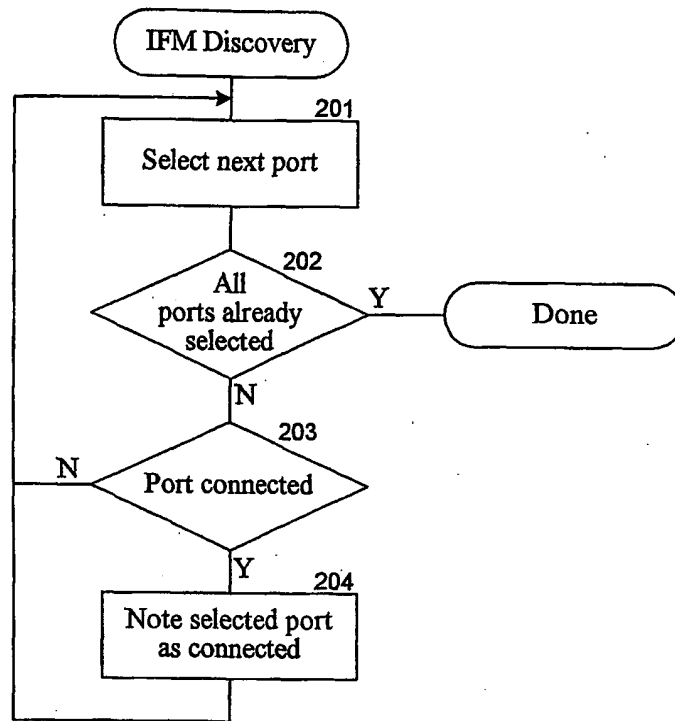 IFM Discovery
201
Select next port
202
All
ports already
selected
Y
Done
N
203
N
Port connected
Y
204
Note selected port
as connected